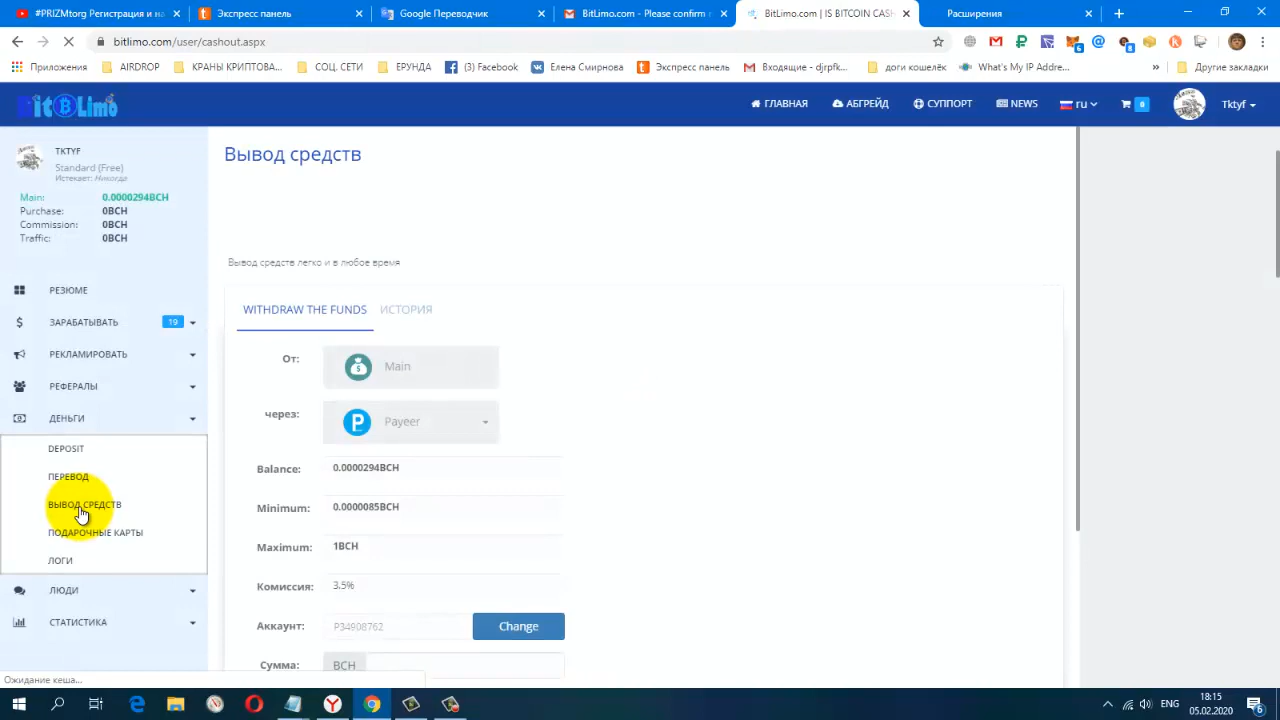 #PRIZMtorg Регистрация и на
Экспресс панель
Google Переводчик
BitLimo.com - Please confirm r
BitLimo.com | IS BITCOIN CASH
Расширения
bitlimo.com/user/cashout.aspx
Приложения
AIRDROP
КРАНЫ КРИПТОВА...
СОЦ. СЕТИ
ЕРУНДА
(3) Facebook
Елена Смирнова
Экспресс панель
Входящие - djrpfk...
доги кошелёк
What's My IP Addre...
»
Другие закладки
BitLimo
ГЛАВНАЯ
АБГРЕЙД
СУППОРТ
NEWS
ru
6
Tktyf
TKTYF
Standard (Free)
Истекает: Никогда
Main: 0.0000294BCH
Purchase: 0BCH
Commission: 0BCH
Traffic: 0BCH
РЕЗЮМЕ
ЗАРАБАТЫВАТЬ 19
РЕКЛАМИРОВАТЬ
РЕФЕРАЛЫ
ДЕНЬГИ
DEPOSIT
ПЕРЕВОД
ВЫВОД СРЕДСТВ
ПОДАРОЧНЫЕ КАРТЫ
ЛОГИ
ЛЮДИ
СТАТИСТИКА
Вывод средств
Вывод средств легко и в любое время
WITHDRAW THE FUNDS ИСТОРИЯ
От: Main
через: Payeer
Balance: 0.0000294BCH
Minimum: 0.0000085BCH
Maximum: 1BCH
Комиссия: 3.5%
Аккаунт: P34908762 Change
Сумма: BCH
Ожидание кеша...
ENG
18:15
05.02.2020
6